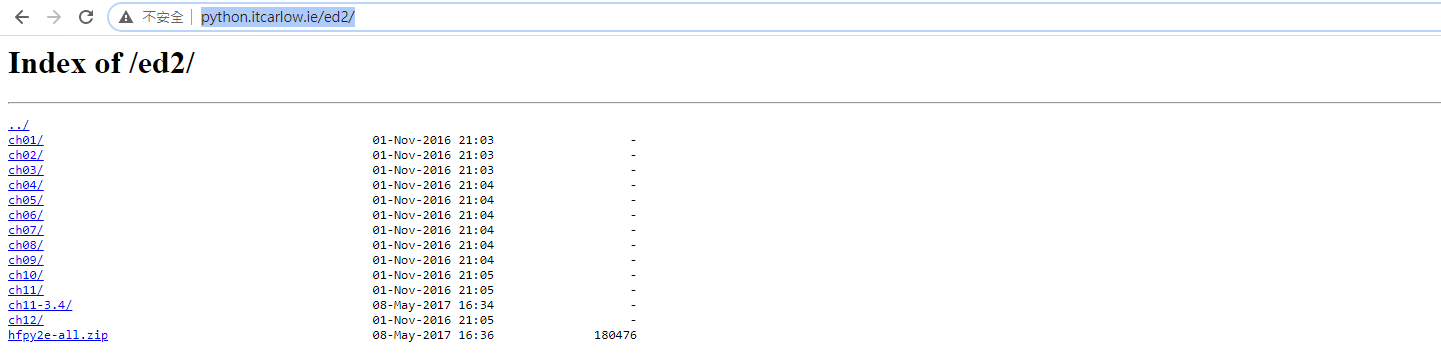 不安全 | python.itcarlow.ie/ed2/
Index of /ed2/
../
ch01/ 01-Nov-2016 21:03 -
ch02/ 01-Nov-2016 21:03 -
ch03/ 01-Nov-2016 21:03 -
ch04/ 01-Nov-2016 21:04 -
ch05/ 01-Nov-2016 21:04 -
ch06/ 01-Nov-2016 21:04 -
ch07/ 01-Nov-2016 21:04 -
ch08/ 01-Nov-2016 21:04 -
ch09/ 01-Nov-2016 21:04 -
ch10/ 01-Nov-2016 21:05 -
ch11/ 01-Nov-2016 21:05 -
ch11-3.4/ 08-May-2017 16:34 -
ch12/ 01-Nov-2016 21:05 -
hfpy2e-all.zip 08-May-2017 16:36 180476